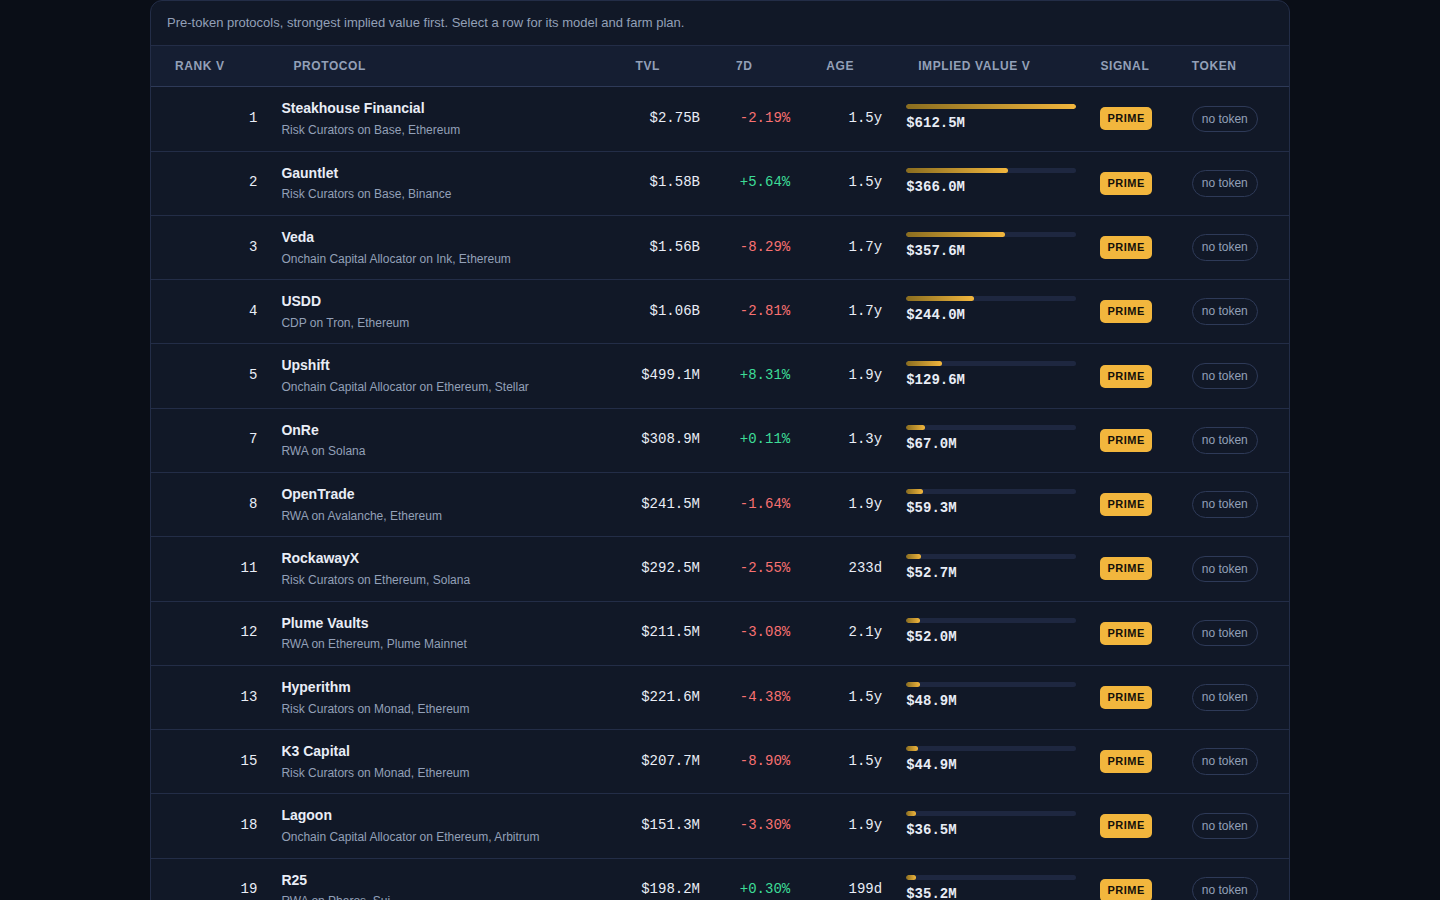 Pre-token protocols, strongest implied value first. Select a row for its model and farm plan.
RANK V PROTOCOL TVL 7D AGE IMPLIED VALUE V SIGNAL TOKEN
1 Steakhouse Financial $2.75B -2.19% 1.5y $612.5M PRIME no token
Risk Curators on Base, Ethereum
2 Gauntlet $1.58B +5.64% 1.5y $366.0M PRIME no token
Risk Curators on Base, Binance
3 Veda $1.56B -8.29% 1.7y $357.6M PRIME no token
Onchain Capital Allocator on Ink, Ethereum
4 USDD $1.06B -2.81% 1.7y $244.0M PRIME no token
CDP on Tron, Ethereum
5 Upshift $499.1M +8.31% 1.9y $129.6M PRIME no token
Onchain Capital Allocator on Ethereum, Stellar
7 OnRe $308.9M +0.11% 1.3y $67.0M PRIME no token
RWA on Solana
8 OpenTrade $241.5M -1.64% 1.9y $59.3M PRIME no token
RWA on Avalanche, Ethereum
11 RockawayX $292.5M -2.55% 233d $52.7M PRIME no token
Risk Curators on Ethereum, Solana
12 Plume Vaults $211.5M -3.08% 2.1y $52.0M PRIME no token
RWA on Ethereum, Plume Mainnet
13 Hyperithm $221.6M -4.38% 1.5y $48.9M PRIME no token
Risk Curators on Monad, Ethereum
15 K3 Capital $207.7M -8.90% 1.5y $44.9M PRIME no token
Risk Curators on Monad, Ethereum
18 Lagoon $151.3M -3.30% 1.9y $36.5M PRIME no token
Onchain Capital Allocator on Ethereum, Arbitrum
19 R25 $198.2M +0.30% 199d $35.2M PRIME no token
RWA on Pharos, Sui